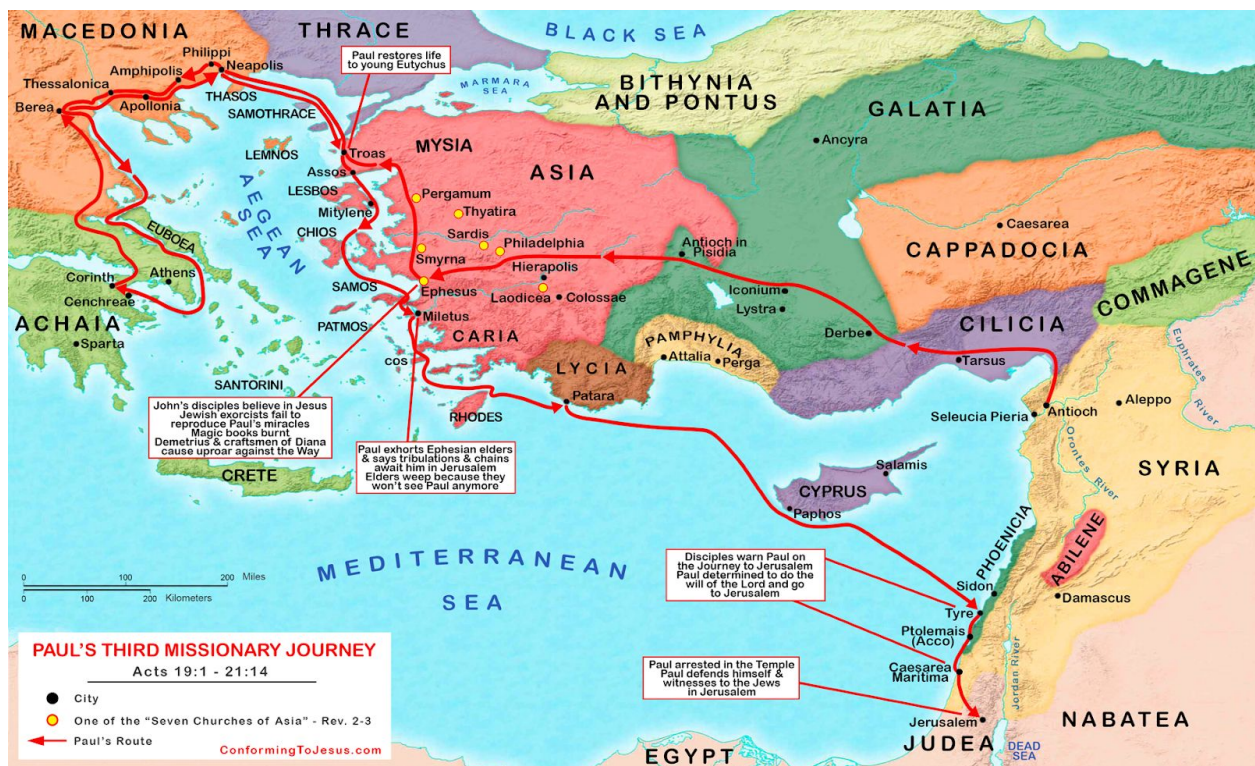 MACEDONIA
THRACE
BLACK SEA
Philippi
Neapolis
Amphipolis
Thessalonica
Berea
Apollonia
THASOS
SAMOTHRACE
Paul restores life
to young Eutychus
MARMARA
SEA
BITHYNIA
AND PONTUS
GALATIA
Ancyra
LEMNOS
Troas
MYSIA
Assos
ASIA
LESBOS
Mitylene
Pergamum
Thyatira
AEGEAN
SEA
CHIOS
Sardis
Philadelphia
Smyrna
Antioch in
Pisidia
CAPPADOCIA
Caesarea
EUBOEA
Corinth
Athens
Cenchreae
SAMOS
Ephesus
Hierapolis
Laodicea
Colossae
Iconium
Lystra
Derbe
COMMAGENE
CILICIA
Tarsus
ACHAIA
Sparta
PATMOS
Miletus
CARIA
PAMPHYLIA
Attalia
Perga
COS
LYCIA
Patara
SANTORINI
RHODES
Seleucia Pieria
Antioch
Aleppo
Euphrates
River
Orontes
River
SYRIA
John's disciples believe in Jesus
Jewish exorcists fail to
reproduce Paul's miracles
Magic books burnt
Demetrius & craftsmen of Diana
cause uproar against the Way
Paul exhorts Ephesian elders
& says tribulations & chains
await him in Jerusalem
Elders weep because they
won't see Paul anymore
CRETE
Salamis
CYPRUS
Paphos
MEDITERRANEAN
SEA
PHOENICIA
ABILENE
Disciples warn Paul on
the Journey to Jerusalem
Paul determined to do the
will of the Lord and go
to Jerusalem
Sidon
Tyre
Damascus
Ptolemais
(Acco)
Caesarea
Maritima
Jordan River
Paul arrested in the Temple
Paul defends himself &
witnesses to the Jews
in Jerusalem
Jerusalem
JUDEA
DEAD
SEA
NABATEA
EGYPT
0 100 200 Miles
0 100 200 Kilometers
PAUL'S THIRD MISSIONARY JOURNEY
Acts 19:1 - 21:14
City
One of the "Seven Churches of Asia" - Rev. 2-3
Paul's Route
ConformingToJesus.com